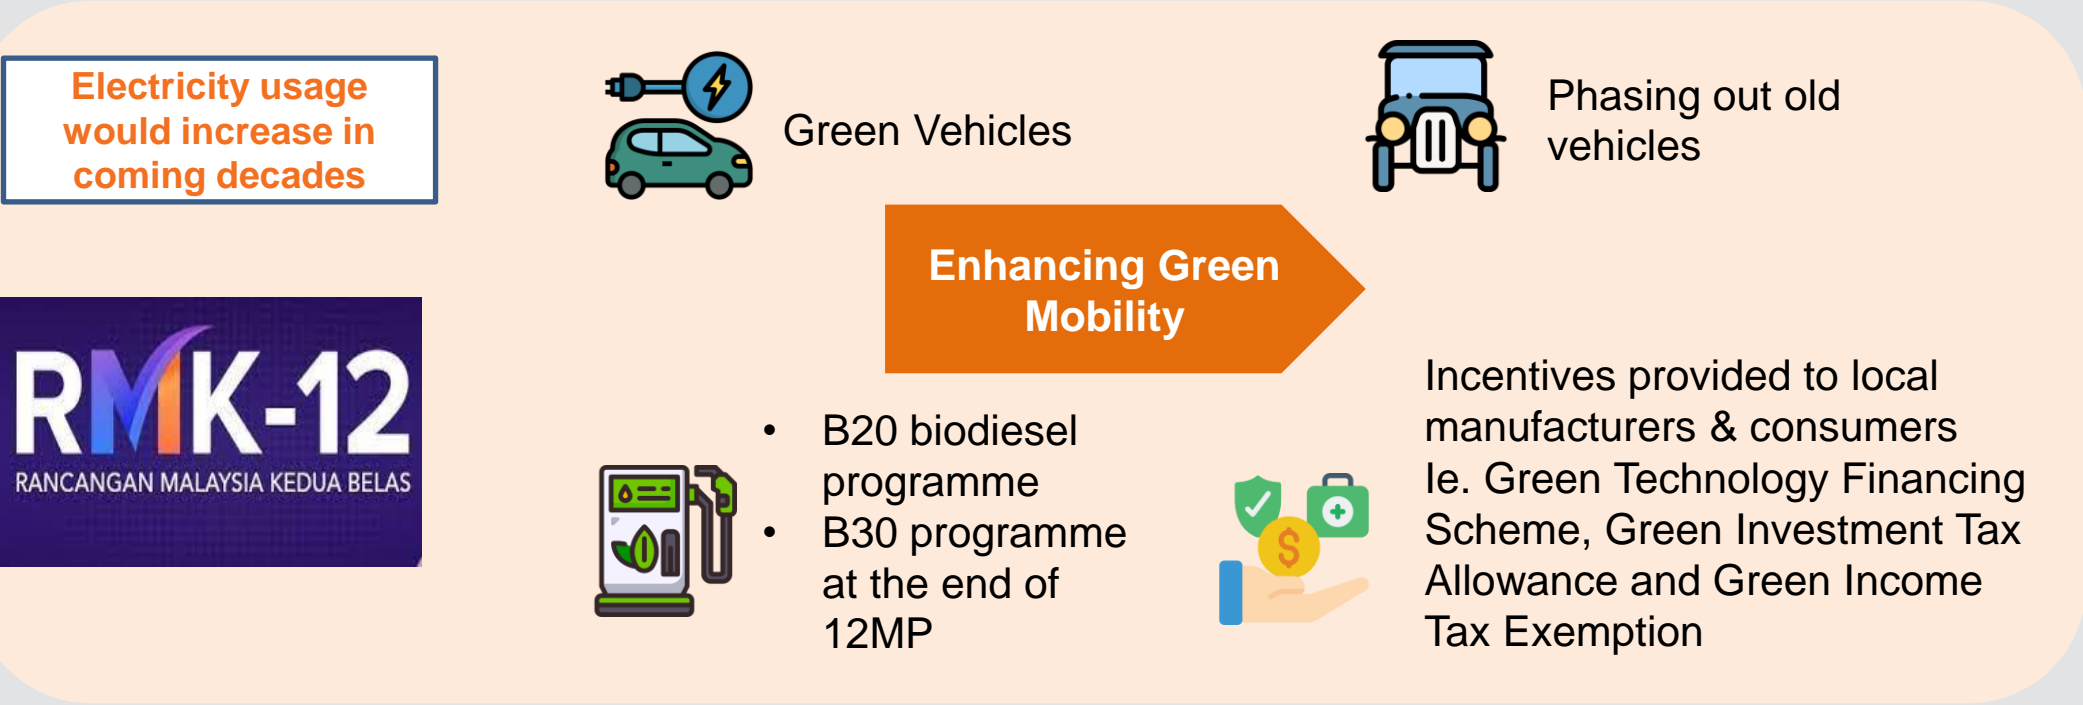 Electricity usage
would increase in
coming decades
Green Vehicles
Phasing out old
vehicles
Enhancing Green
Mobility
RMK-12
RANCANGAN MALAYSIA KEDUA BELAS
• B20 biodiesel
programme
• B30 programme
at the end of
12MP
Incentives provided to local
manufacturers & consumers
Ie. Green Technology Financing
Scheme, Green Investment Tax
Allowance and Green Income
Tax Exemption